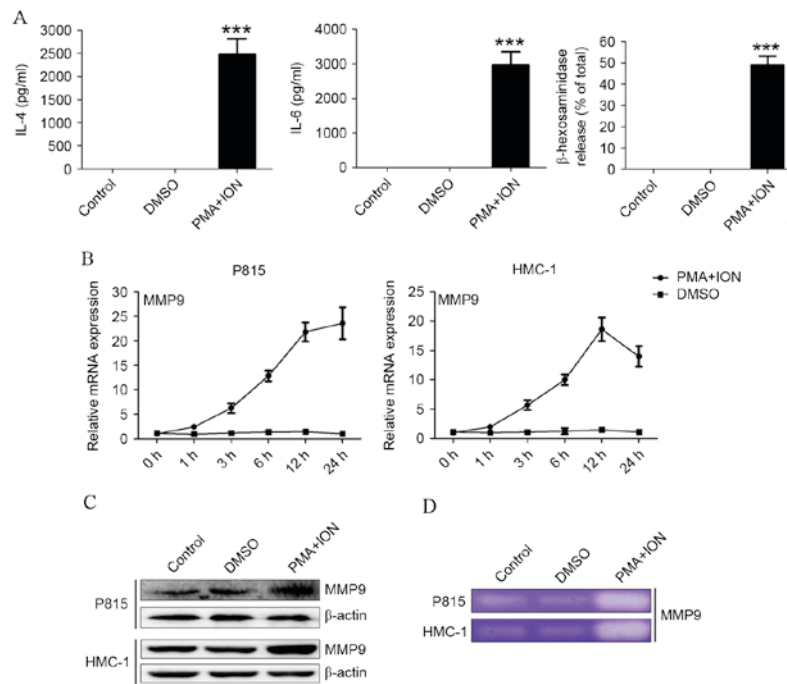 A
IL-4 (pg/ml)
3000
2500
2000
1500
1000
500
0
***
Control
DMSO
PMA+ION
IL-6 (pg/ml)
4000
3000
2000
1000
0
***
Control
DMSO
PMA+ION
β-hexosaminidase
release (% of total)
60
50
40
30
20
10
0
***
Control
DMSO
PMA+ION
B
P815
MMP9
Relative mRNA expression
30
25
20
15
10
5
0
0 h
1 h
3 h
6 h
12 h
24 h
HMC-1
MMP9
Relative mRNA expression
25
20
15
10
5
0
0 h
1 h
3 h
6 h
12 h
24 h
PMA+ION
DMSO
C
Control
DMSO
PMA+ION
P815
MMP9
β-actin
HMC-1
MMP9
β-actin
D
Control
DMSO
PMA+ION
P815
HMC-1
MMP9